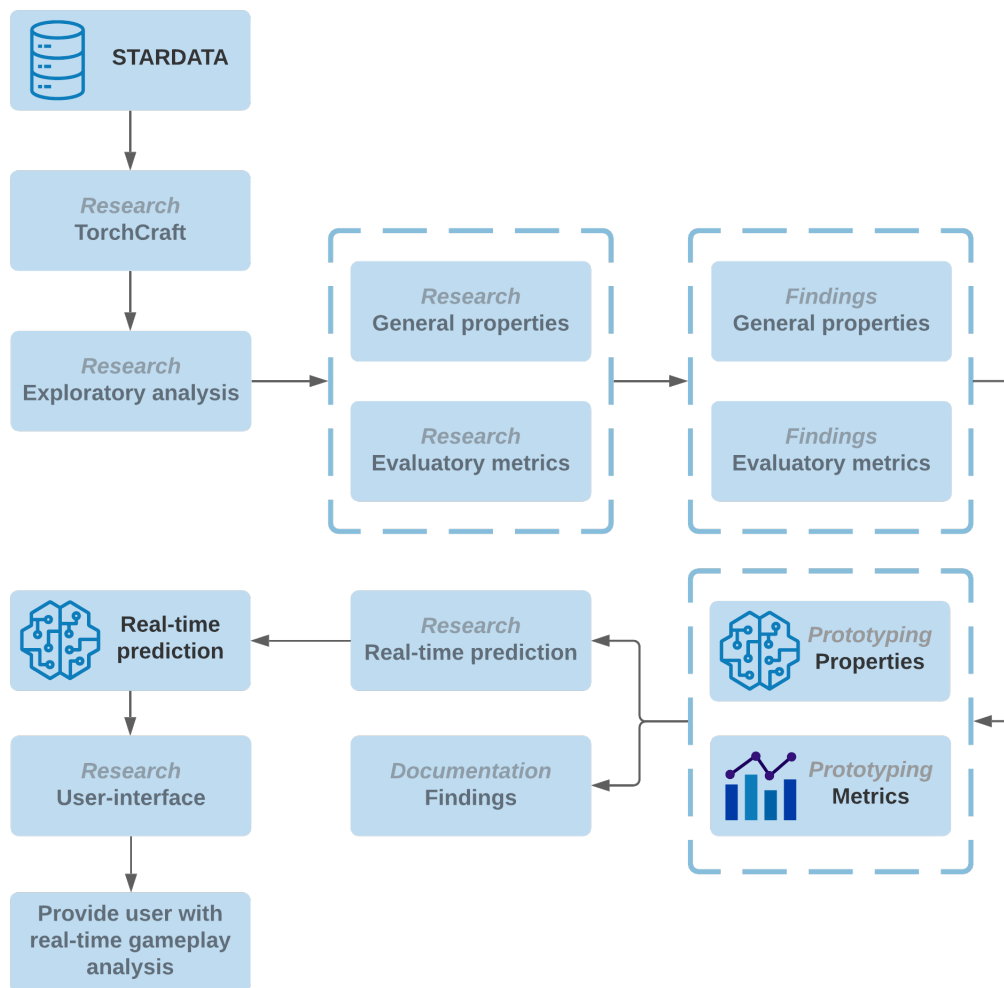 STARDATA
Research
TorchCraft
Research
Exploratory analysis
Research
General properties
Research
Evaluatory metrics
Findings
General properties
Findings
Evaluatory metrics
Prototyping
Properties
Prototyping
Metrics
Research
Real-time prediction
Documentation
Findings
Real-time
prediction
Research
User-interface
Provide user with
real-time gameplay
analysis